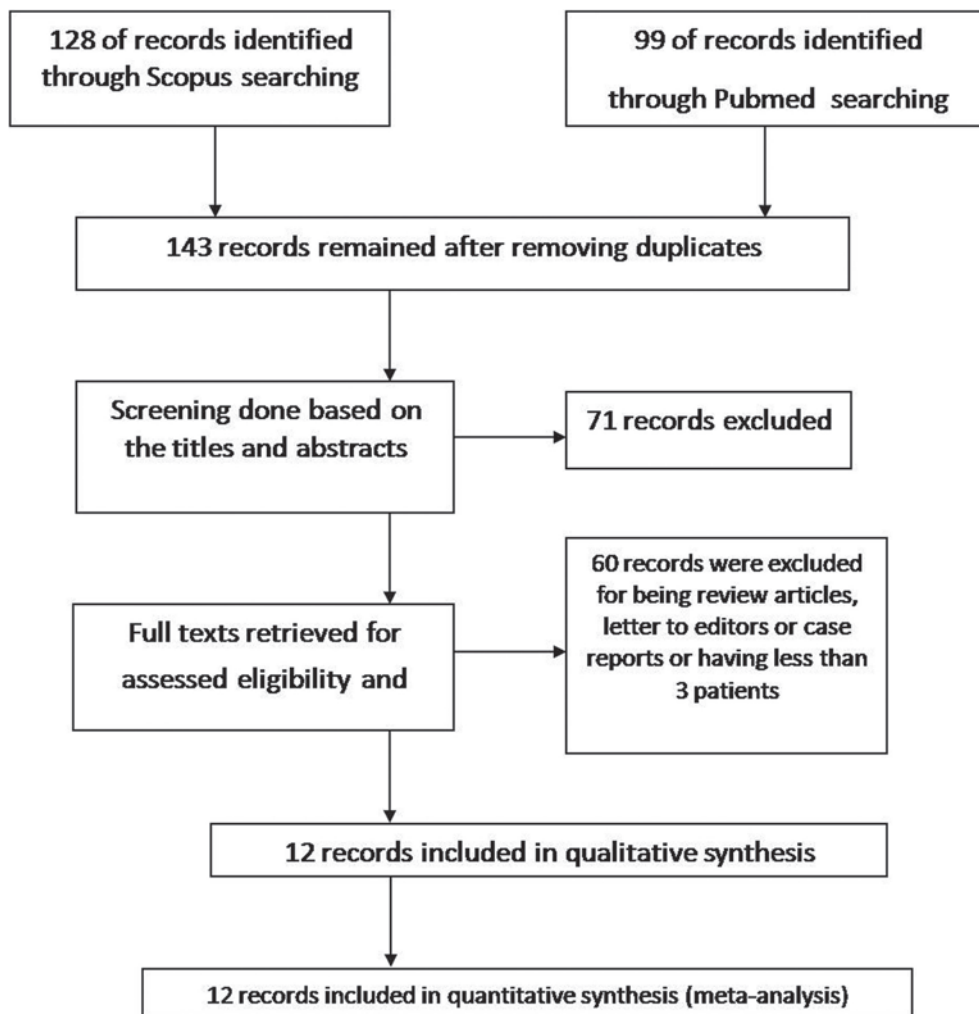 128 of records identified
through Scopus searching
99 of records identified
through Pubmed searching
143 records remained after removing duplicates
Screening done based on
the titles and abstracts
71 records excluded
Full texts retrieved for
assessed eligibility and
60 records were excluded
for being review articles,
letter to editors or case
reports or having less than
3 patients
12 records included in qualitative synthesis
12 records included in quantitative synthesis (meta-analysis)